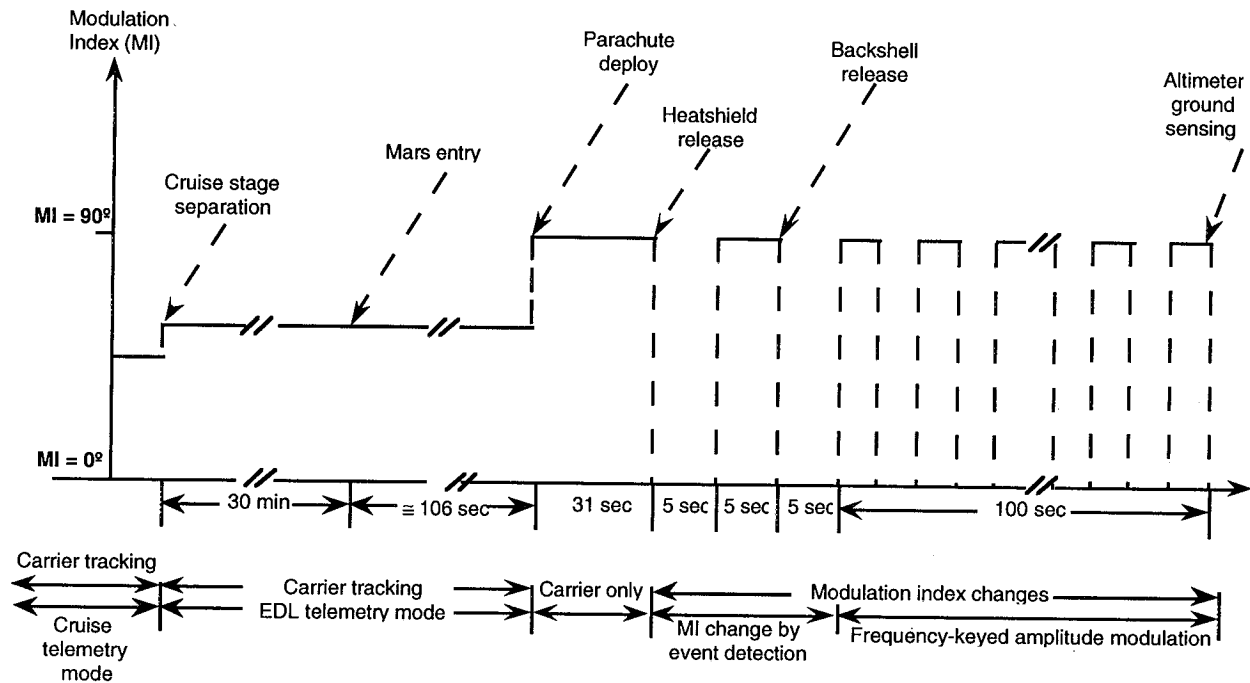 Modulation
Index (MI)
Parachute
deploy
Backshell
release
Altimeter
ground
sensing
Heatshield
release
Mars entry
Cruise stage
separation
MI = 90º
MI = 0º
30 min
≅ 106 sec
31 sec
5 sec
5 sec
5 sec
100 sec
Carrier tracking
Carrier tracking
EDL telemetry mode
Carrier only
Modulation index changes
Cruise
telemetry
mode
MI change by
event detection
Frequency-keyed amplitude modulation